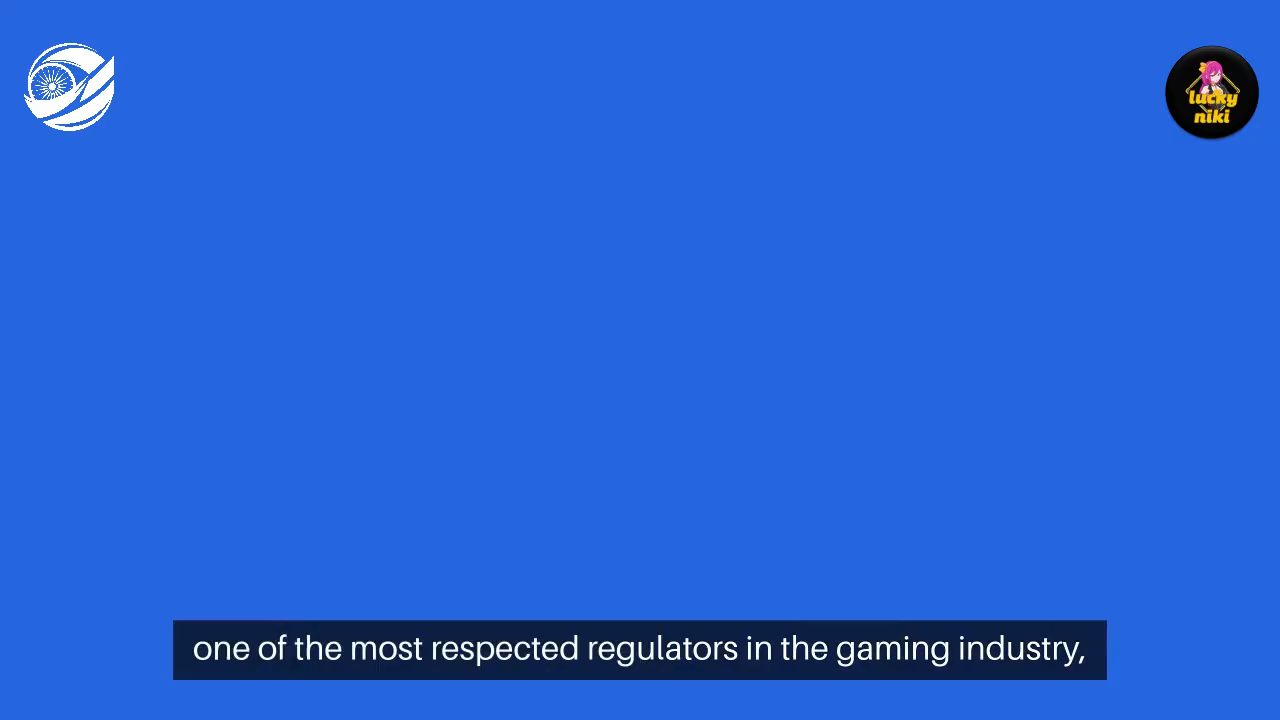 lucky
niki
one of the most respected regulators in the gaming industry,